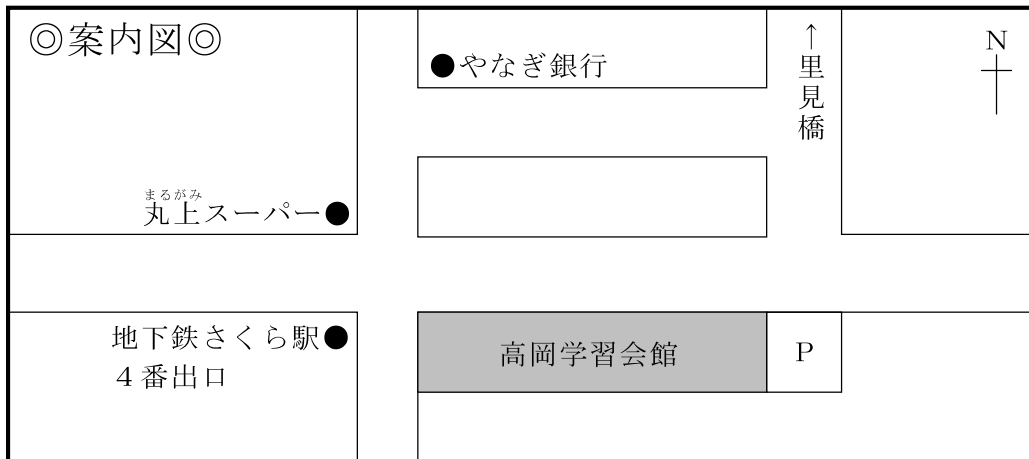 ◎案内図◎
●やなぎ銀行
↑里見橋
N
まるがみ
丸上スーパー●
地下鉄さくら駅●
４番出口
高岡学習会館
P